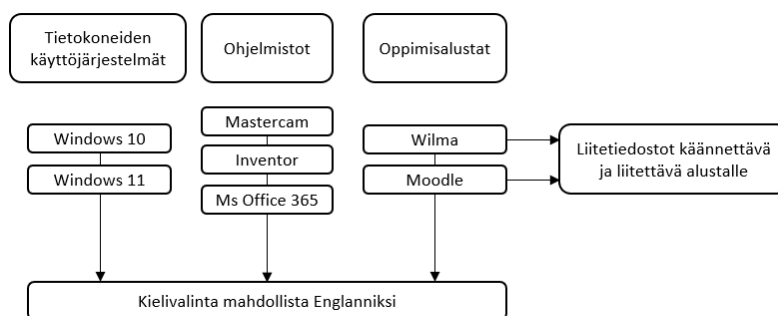 Tietokoneiden
käyttöjärjestelmät
Ohjelmistot
Oppimisalustat
Windows 10
Windows 11
Mastercam
Inventor
Ms Office 365
Wilma
Moodle
Liitetiedostot käännettävä
ja liitettävä alustalle
Kielivalinta mahdollista Englanniksi